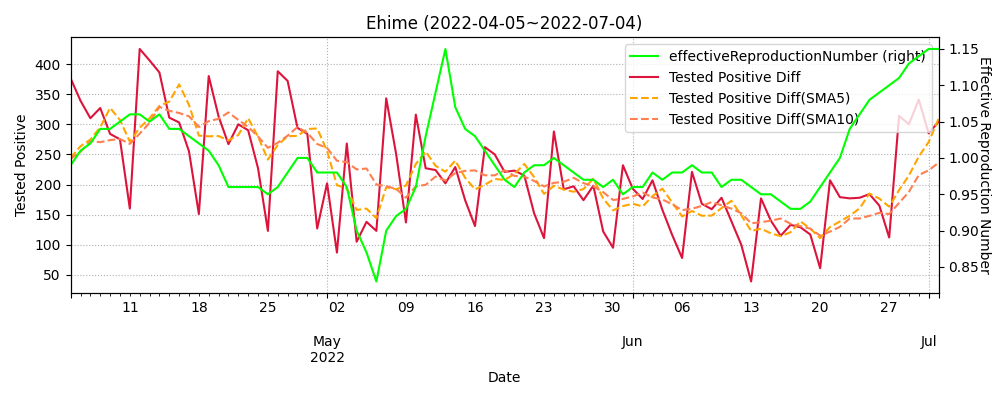 Ehime (2022-04-05~2022-07-04)
effectiveReproductionNumber (right)
Tested Positive Diff
Tested Positive Diff(SMA5)
Tested Positive Diff(SMA10)
Tested Positive
400
350
300
250
200
150
100
50
1.15
1.10
1.05
1.00
0.95
0.90
0.85
Effective Reproduction Number
11 18 25 02 09 16 23 30 06 13 20 27
May Jun Jul
2022
Date